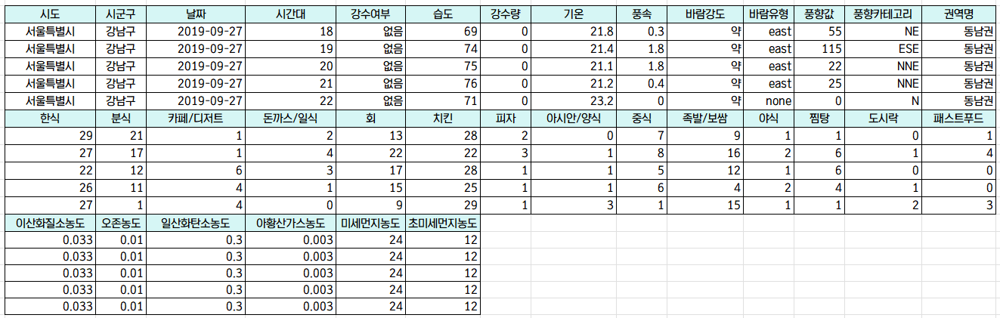 시도 시군구 날짜 시간대 강수여부 습도 강수량 기온 풍속 바람강도 바람유형 풍향값 풍향카테고리 권역명
서울특별시 강남구 2019-09-27 18 없음 69 0 21.8 0.3 약 east 55 NE 동남권
서울특별시 강남구 2019-09-27 19 없음 74 0 21.4 1.8 약 east 115 ESE 동남권
서울특별시 강남구 2019-09-27 20 없음 75 0 21.1 1.8 약 east 22 NNE 동남권
서울특별시 강남구 2019-09-27 21 없음 76 0 21.2 0.4 약 east 25 NNE 동남권
서울특별시 강남구 2019-09-27 22 없음 71 0 23.2 0 약 none 0 N 동남권
한식 분식 카페/디저트 돈까스/일식 회 치킨 피자 아시안/양식 중식 족발/보쌈 야식 찜탕 도시락 패스트푸드
29 21 1 2 13 28 2 0 7 9 1 1 0 1
27 17 1 4 22 22 3 1 8 16 2 6 1 4
22 12 6 3 17 28 1 1 5 12 1 6 0 0
26 11 4 1 15 25 1 1 6 4 2 4 1 0
27 1 4 0 9 29 1 3 1 15 1 1 2 3
이산화질소농도 오존농도 일산화탄소농도 아황산가스농도 미세먼지농도 초미세먼지농도
0.033 0.01 0.3 0.003 24 12
0.033 0.01 0.3 0.003 24 12
0.033 0.01 0.3 0.003 24 12
0.033 0.01 0.3 0.003 24 12
0.033 0.01 0.3 0.003 24 12